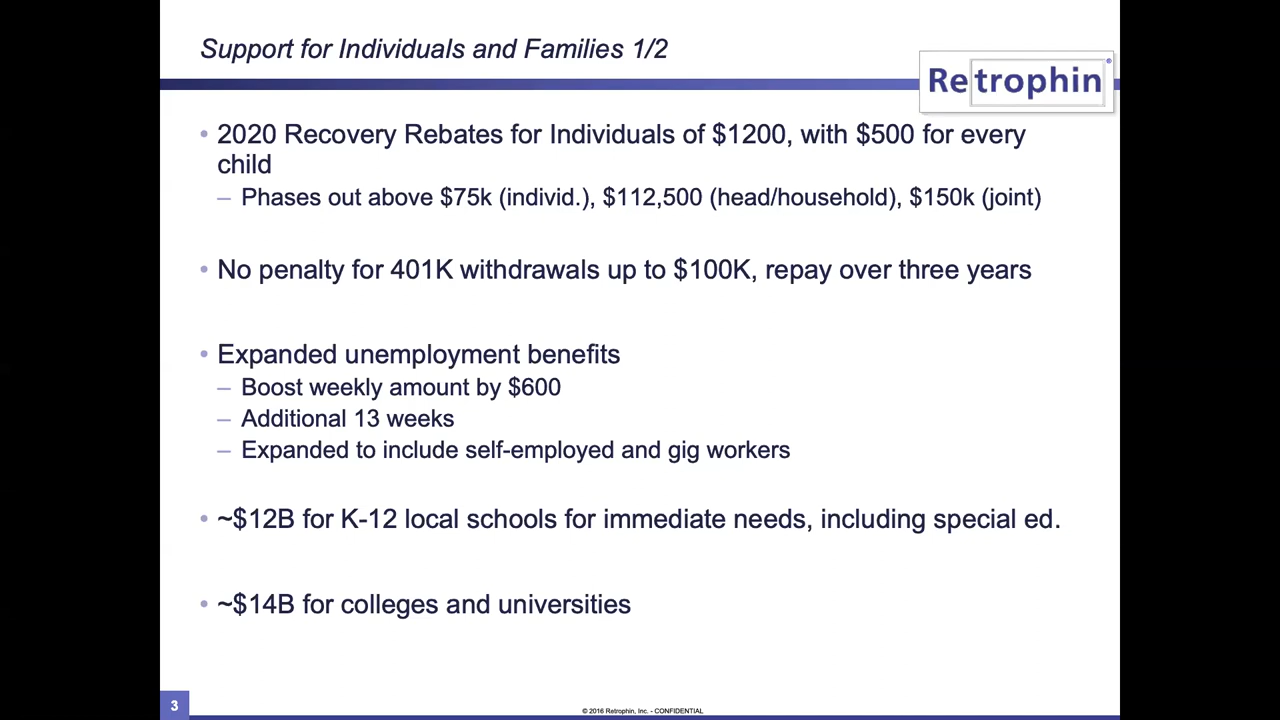 Support for Individuals and Families 1/2
Retrophin®
• 2020 Recovery Rebates for Individuals of $1200, with $500 for every
child
– Phases out above $75k (individ.), $112,500 (head/household), $150k (joint)
• No penalty for 401K withdrawals up to $100K, repay over three years
• Expanded unemployment benefits
– Boost weekly amount by $600
– Additional 13 weeks
– Expanded to include self-employed and gig workers
• ~$12B for K-12 local schools for immediate needs, including special ed.
• ~$14B for colleges and universities
3
© 2016 Retrophin, Inc. - CONFIDENTIAL